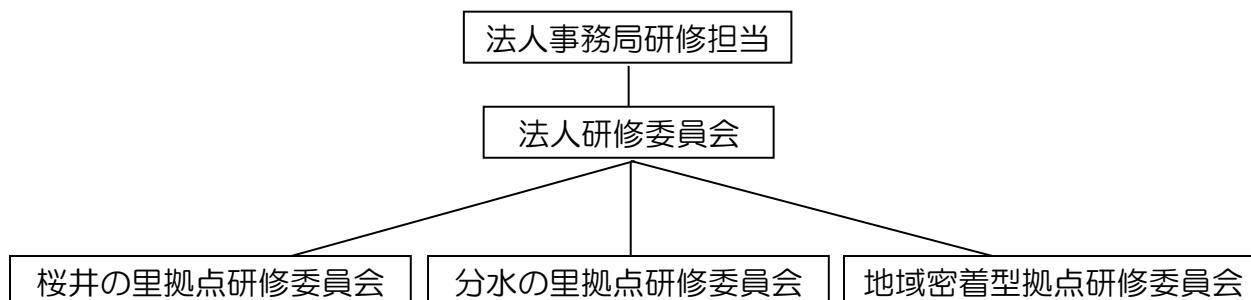 法人事務局研修担当
法人研修委員会
桜井の里拠点研修委員会
分水の里拠点研修委員会
地域密着型拠点研修委員会